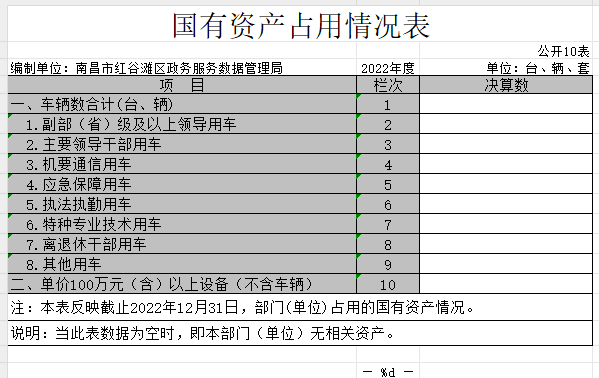 国有资产占用情况表
公开10表
编制单位：南昌市红谷滩区政务服务数据管理局 2022年度 单位：台、辆、套
项 目 栏次 决算数
一、车辆数合计(台、辆) 1
1.副部（省）级及以上领导用车 2
2.主要领导干部用车 3
3.机要通信用车 4
4.应急保障用车 5
5.执法执勤用车 6
6.特种专业技术用车 7
7.离退休干部用车 8
8.其他用车 9
二、单价100万元（含）以上设备（不含车辆） 10
注：本表反映截止2022年12月31日，部门(单位)占用的国有资产情况。
说明：当此表数据为空时，即本部门（单位）无相关资产。
— %d —